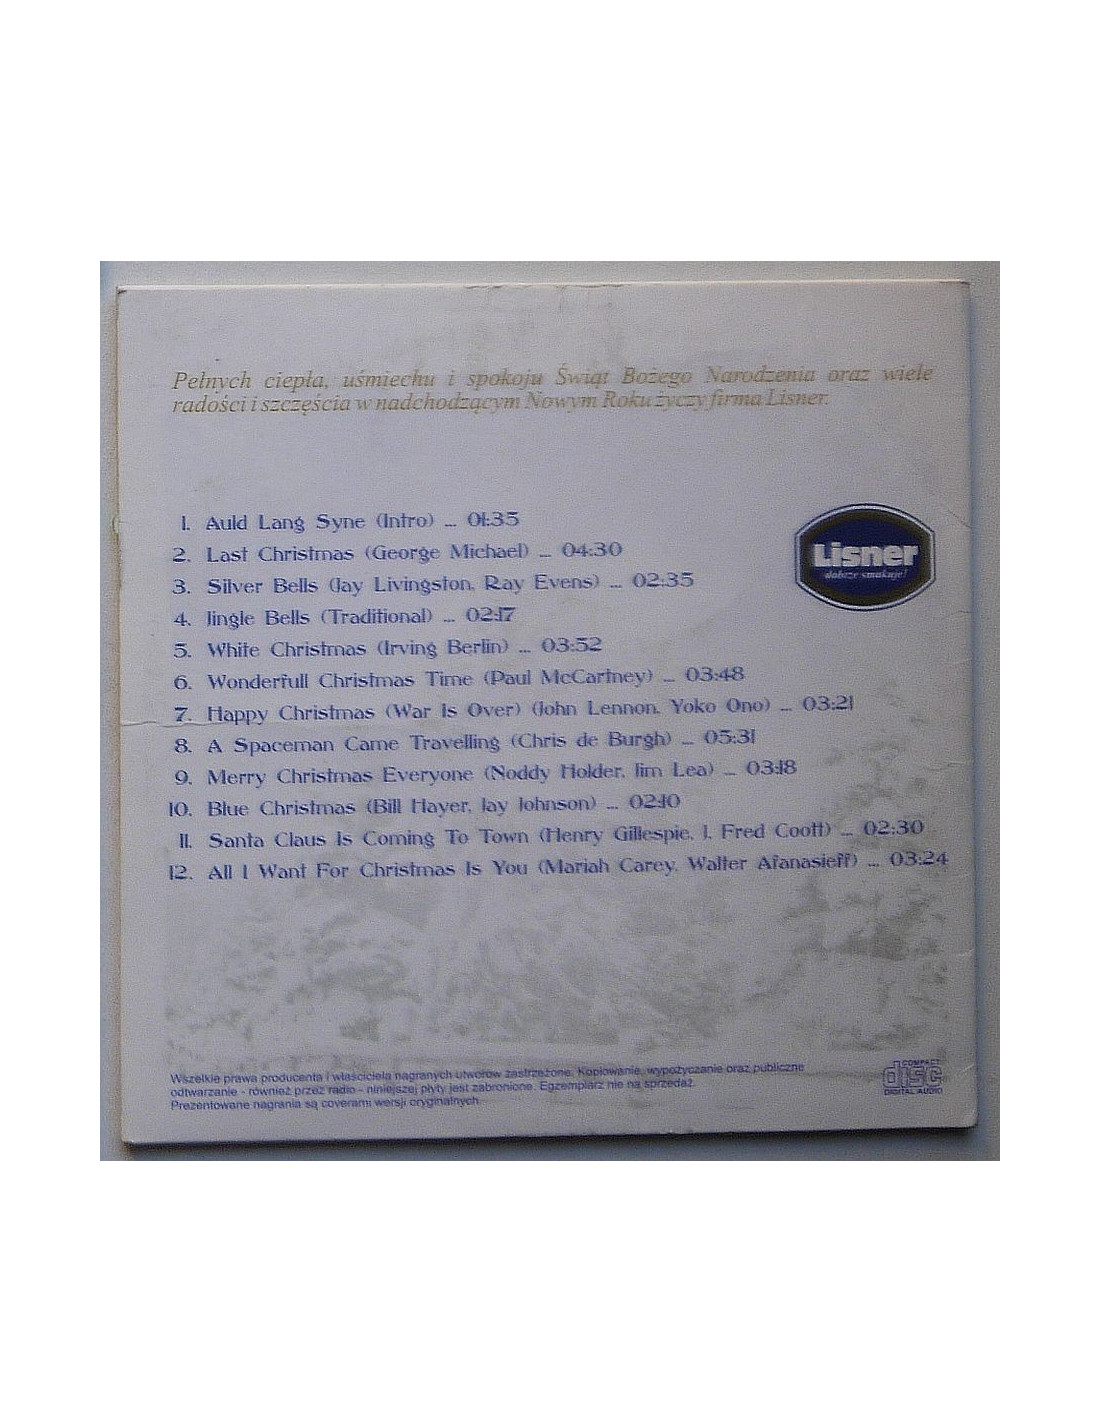 Pełnych ciepła, uśmiechu i spokoju Świąt Bożego Narodzenia oraz wiele
radości i szczęścia w nadchodzącym Nowym Roku życzy firma Lisner.
1. Auld Lang Syne (Intro) ... 01:35
2. Last Christmas (George Michael) ... 04:30
3. Silver Bells (Jay Livingston, Ray Evens) ... 02:35
4. Jingle Bells (Traditional) ... 02:17
5. White Christmas (Irving Berlin) ... 03:52
6. Wonderfull Christmas Time (Paul McCartney) ... 03:48
7. Happy Christmas (War Is Over) (John Lennon, Yoko Ono) ... 03:21
8. A Spaceman Came Travelling (Chris de Burgh) ... 05:31
9. Merry Christmas Everyone (Noddy Holder, Jim Lea) ... 03:18
10. Blue Christmas (Bill Hayer, Jay Johnson) ... 02:10
11. Santa Claus Is Coming To Town (Henry Gillespie, J. Fred Coott) ... 02:30
12. All I Want For Christmas Is You (Mariah Carey, Walter Afanasieff) ... 03:24
Lisner
dobrze smakuje!
Wszelkie prawa producenta i właściciela nagranych utworów zastrzeżone. Kopiowanie, wypożyczanie oraz publiczne
odtwarzanie - również przez radio - niniejszej płyty jest zabronione. Egzemplarz nie na sprzedaż.
Prezentowane nagrania są coverami wersji oryginalnych.
COMPACT
disc
DIGITAL AUDIO